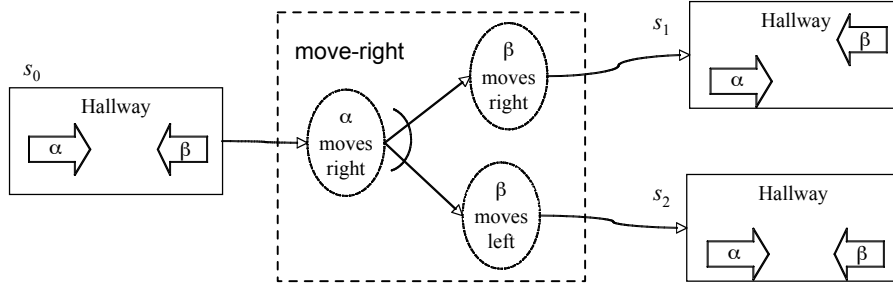 s0
Hallway
α
β
move-right
α
moves
right
β
moves
right
β
moves
left
s1
Hallway
β
α
s2
Hallway
α
β